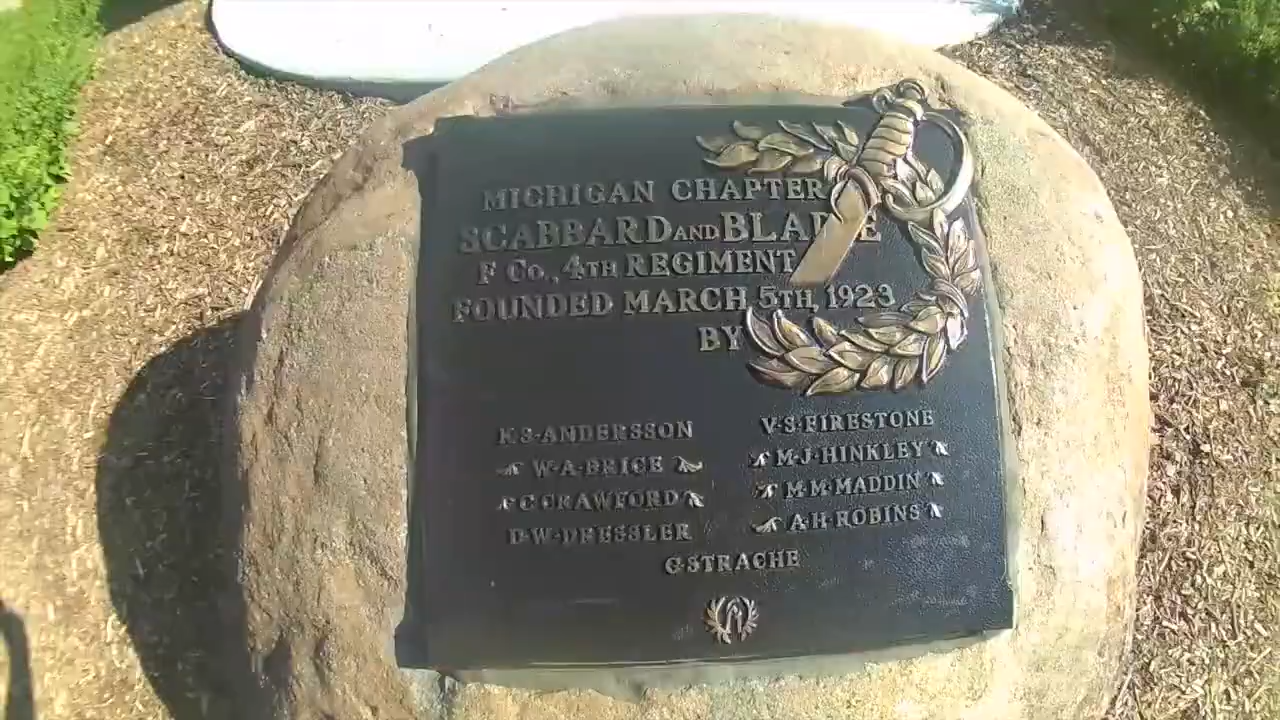 MICHIGAN CHAPTER
SCABBARD AND BLADE
F CO., 4TH REGIMENT
FOUNDED MARCH 5TH, 1923
BY
K·S·ANDERSSON
W·A·BRICE
C·CRAWFORD
D·W·DRESSLER
V·S·FIRESTONE
M·J·HINKLEY
M·M·MADDIN
A·H·ROBINS
G·STRACHE